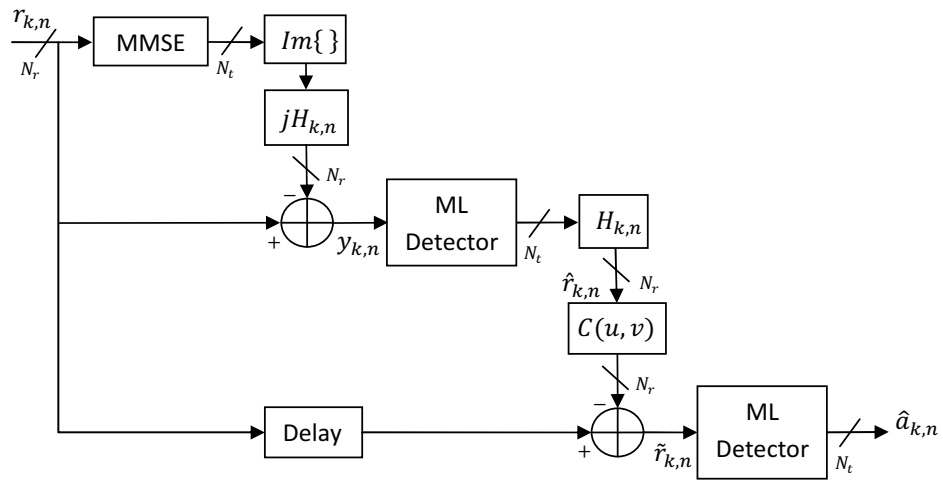 r_{k,n}
N_r
MMSE
N_t
Im{ }
jH_{k,n}
N_r
−
+
y_{k,n}
ML
Detector
N_t
H_{k,n}
r̂_{k,n}
N_r
C(u, v)
N_r
−
Delay
+
r̃_{k,n}
ML
Detector
N_t
â_{k,n}